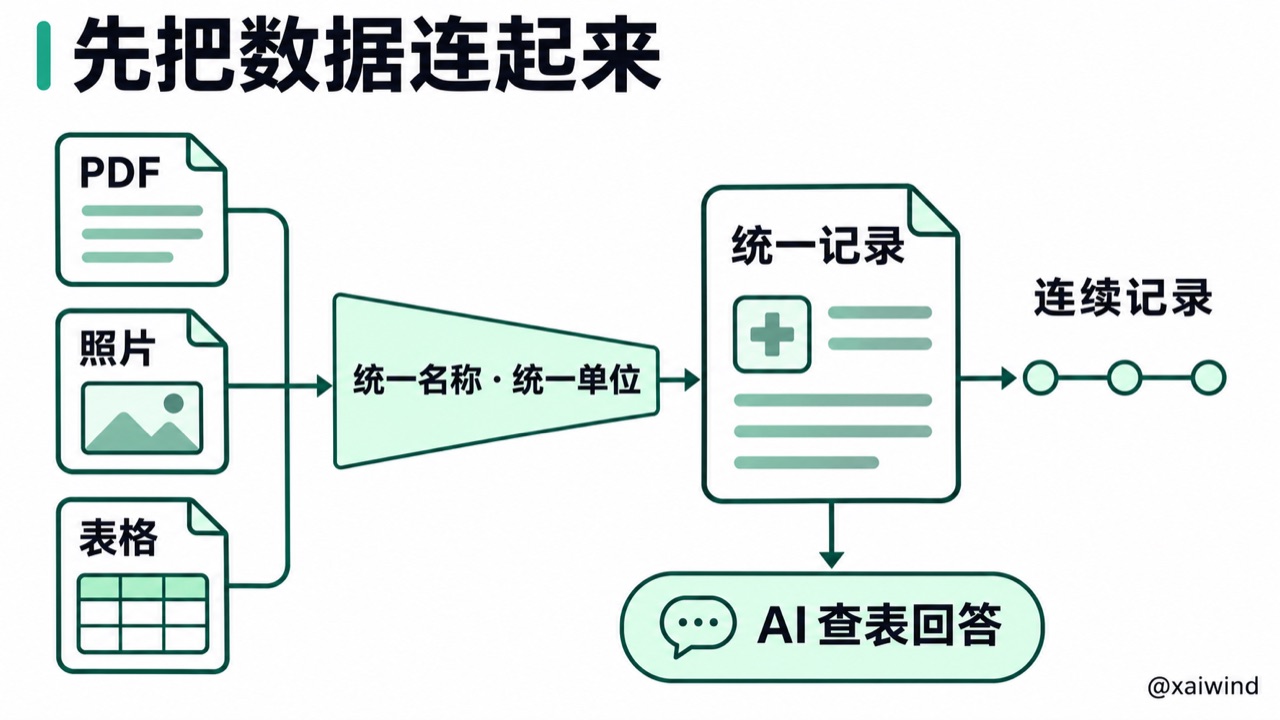 先把数据连起来
PDF
照片
表格
统一名称·统一单位
统一记录
连续记录
AI 查表回答
@xaiwind